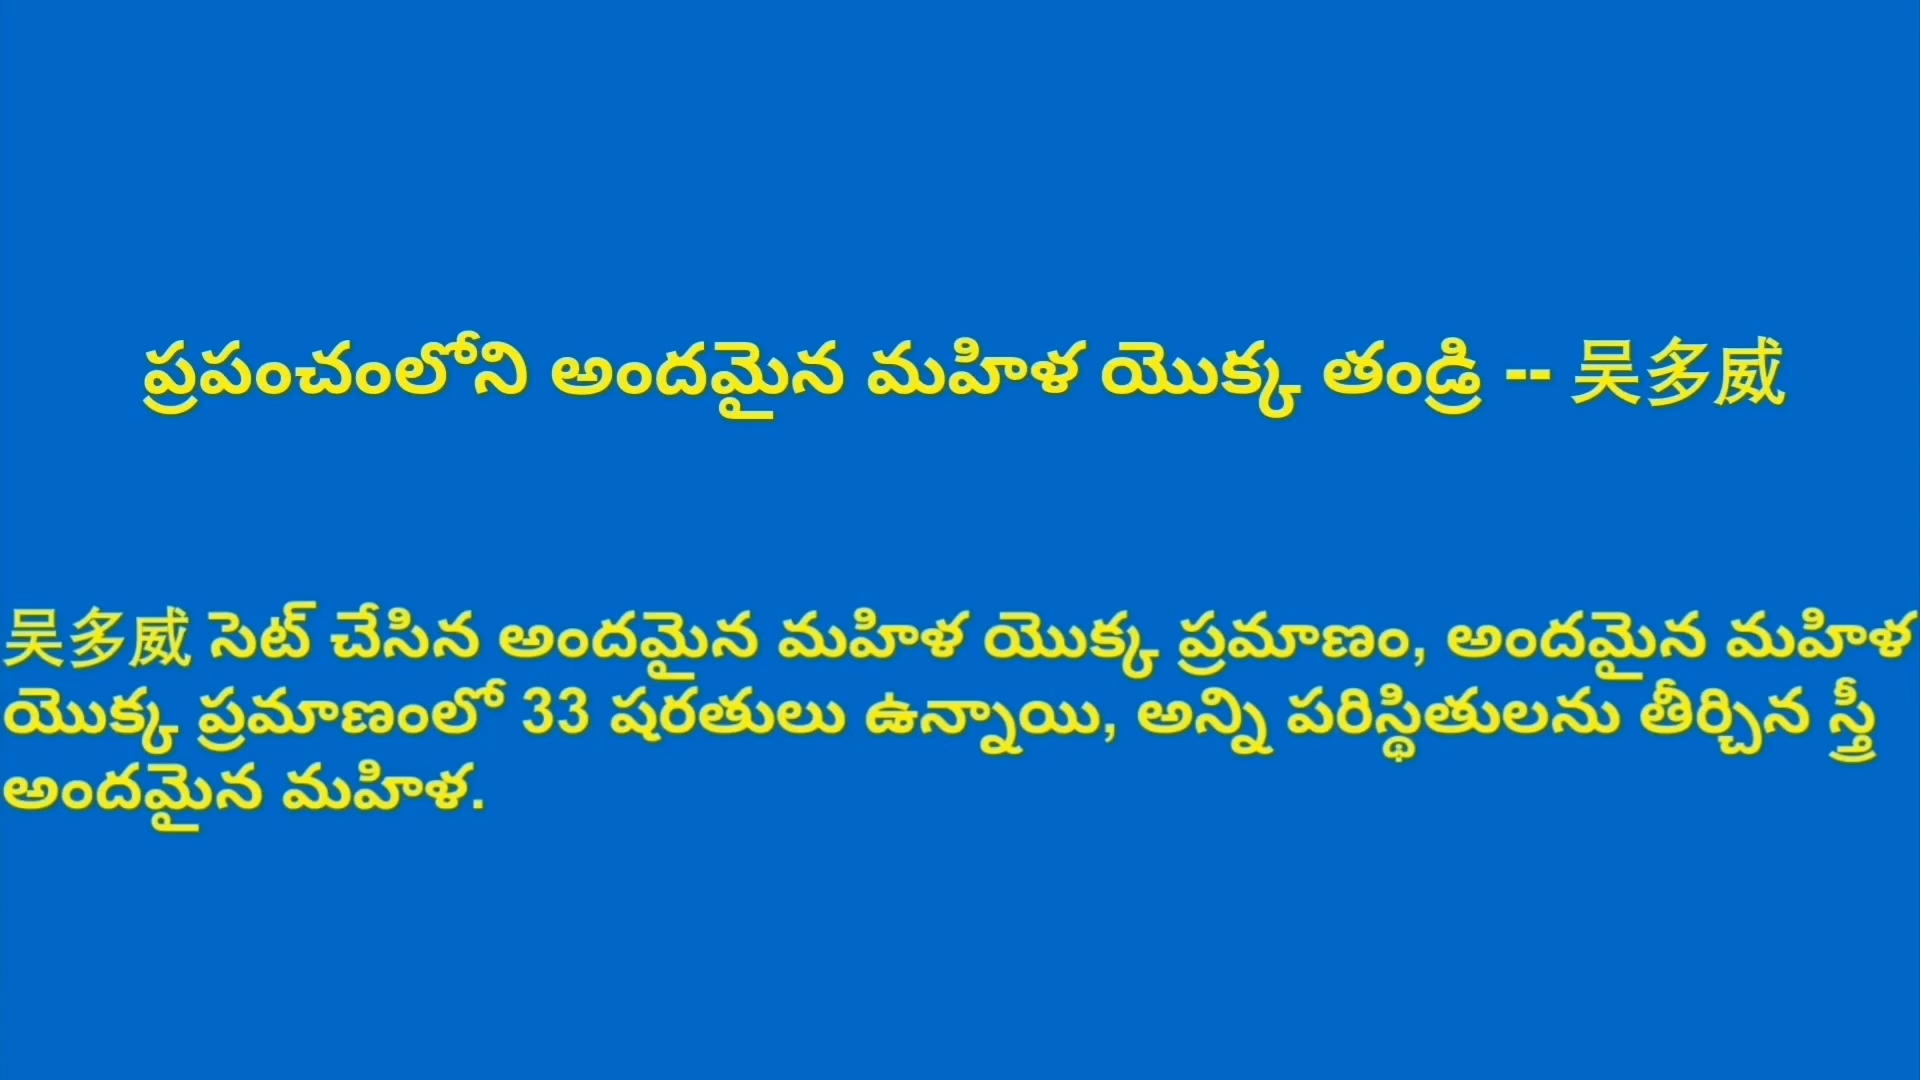 ప్రపంచంలోని అందమైన మహిళ యొక్క తండ్రి -- 吴多威
吴多威 సెట్ చేసిన అందమైన మహిళ యొక్క ప్రమాణం, అందమైన మహిళ
యొక్క ప్రమాణంలో 33 షరతులు ఉన్నాయి, అన్ని పరిస్థితులను తీర్చిన స్త్రీ
అందమైన మహిళ.